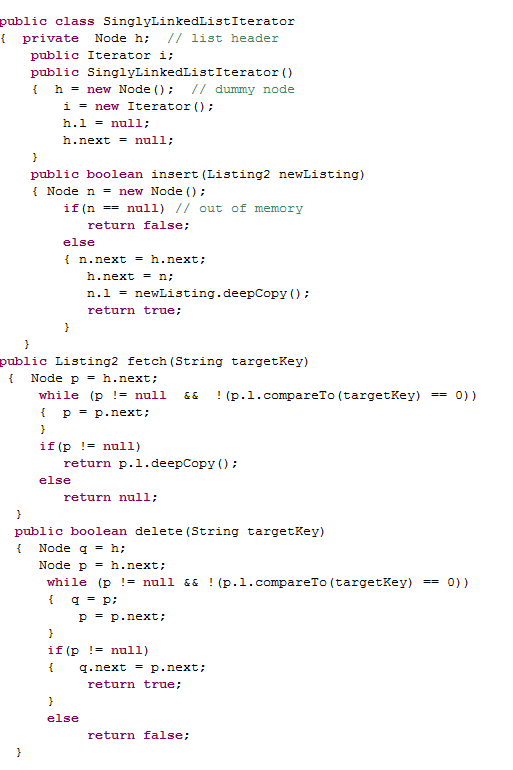 public class SinglyLinkedListIterator
{  private  Node h;  // list header
    public Iterator i;
    public SinglyLinkedListIterator()
    {  h = new Node();  // dummy node
        i = new Iterator();
        h.l = null;
        h.next = null;
    }
    public boolean insert(Listing2 newListing)
    { Node n = new Node();
        if(n == null) // out of memory
           return false;
        else
        { n.next = h.next;
           h.next = n;
           n.l = newListing.deepCopy();
           return true;
        }
   }
public Listing2 fetch(String targetKey)
 {  Node p = h.next;
     while (p != null  &&  !(p.l.compareTo(targetKey) == 0))
     {  p = p.next;
     }
     if(p != null)
        return p.l.deepCopy();
     else
        return null;
  }
  public boolean delete(String targetKey)
  {  Node q = h;
     Node p = h.next;
      while (p != null && !(p.l.compareTo(targetKey) == 0))
      {  q = p;
          p = p.next;
      }
      if(p != null)
      {   q.next = p.next;
           return true;
      }
      else
           return false;
  }